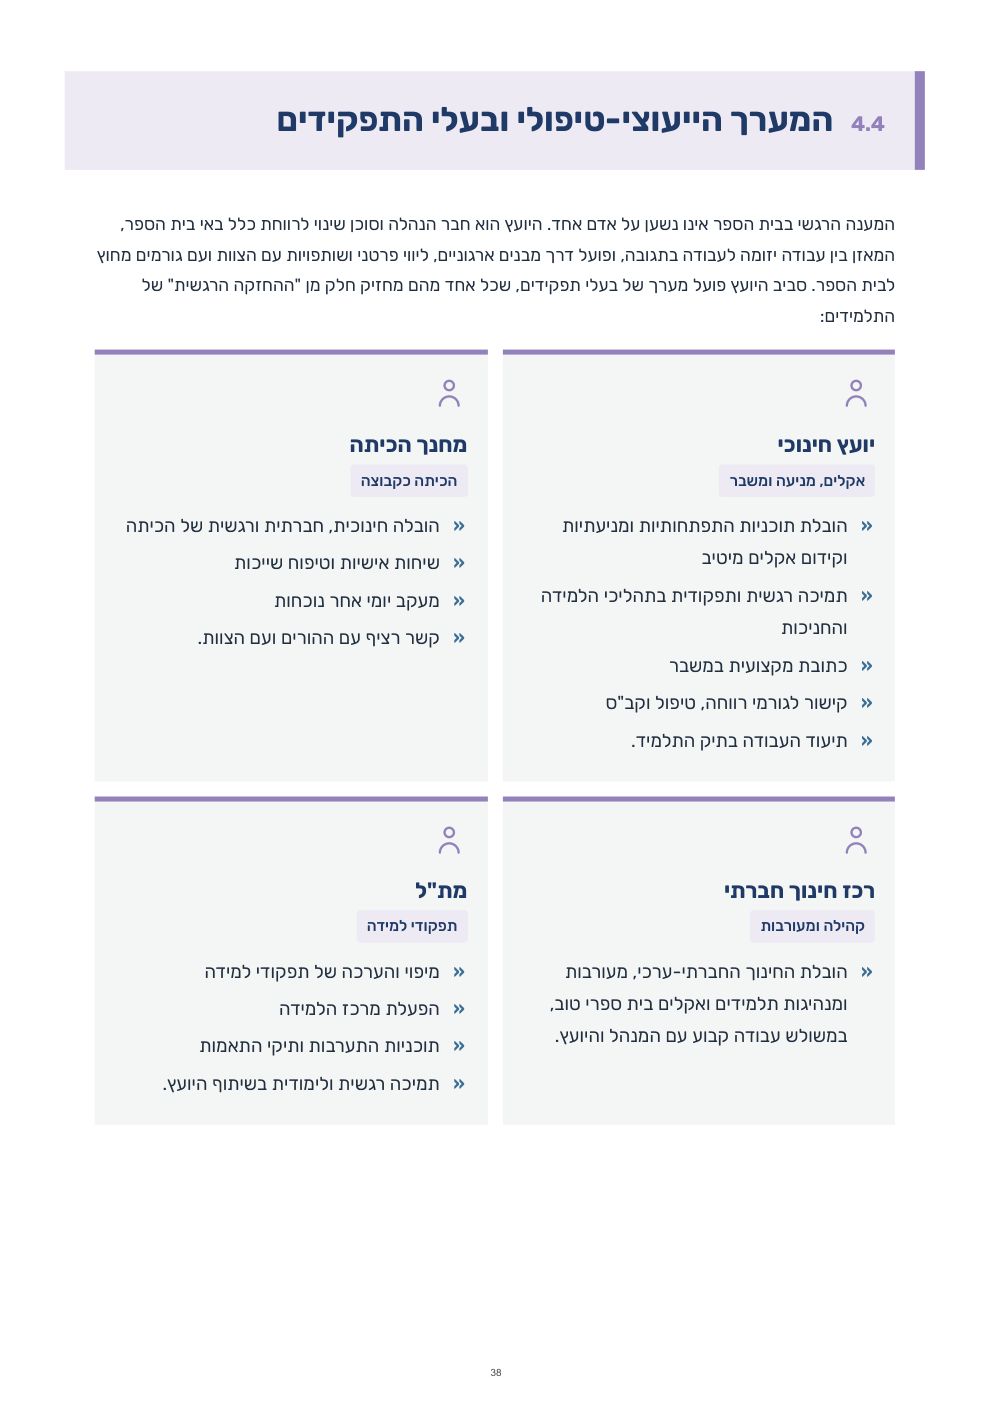 4.4 המערך הייעוצי-טיפולי ובעלי התפקידים
המענה הרגשי בבית הספר אינו נשען על אדם אחד. היועץ הוא חבר הנהלה וסוכן שינוי לרווחת כלל באי בית הספר,
המאזן בין עבודה יזומה לעבודה בתגובה, ופועל דרך מבנים ארגוניים, ליווי פרטני ושותפויות עם הצוות ועם גורמים מחוץ
לבית הספר. סביב היועץ פועל מערך של בעלי תפקידים, שכל אחד מהם מחזיק חלק מן "ההחזקה הרגשית" של
התלמידים:
יועץ חינוכי
אקלים, מניעה ומשבר
» הובלת תוכניות התפתחותיות ומניעתיות
וקידום אקלים מיטיב
» תמיכה רגשית ותפקודית בתהליכי הלמידה
והחניכות
» כתובת מקצועית במשבר
» קישור לגורמי רווחה, טיפול וקב"ס
» תיעוד העבודה בתיק התלמיד.
מחנך הכיתה
הכיתה כקבוצה
» הובלה חינוכית, חברתית ורגשית של הכיתה
» שיחות אישיות וטיפוח שייכות
» מעקב יומי אחר נוכחות
» קשר רציף עם ההורים ועם הצוות.
רכז חינוך חברתי
קהילה ומעורבות
» הובלת החינוך החברתי-ערכי, מעורבות
ומנהיגות תלמידים ואקלים בית ספרי טוב,
במשולש עבודה קבוע עם המנהל והיועץ.
מת"ל
תפקודי למידה
» מיפוי והערכה של תפקודי למידה
» הפעלת מרכז הלמידה
» תוכניות התערבות ותיקי התאמות
» תמיכה רגשית ולימודית בשיתוף היועץ.
38